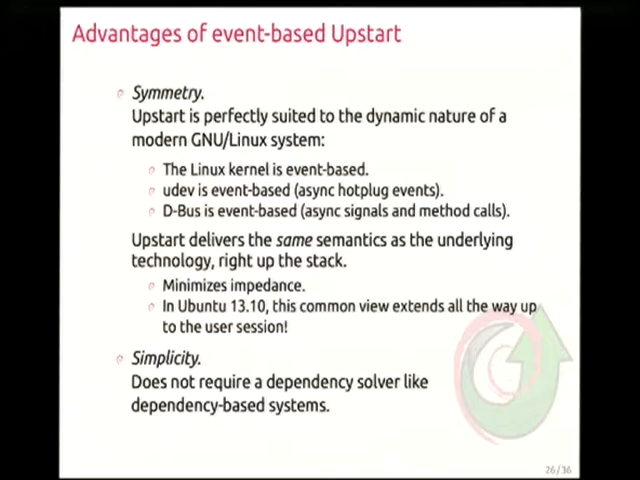 Advantages of event-based Upstart
Symmetry.
Upstart is perfectly suited to the dynamic nature of a
modern GNU/Linux system:
The Linux kernel is event-based.
udev is event-based (async hotplug events).
D-Bus is event-based (async signals and method calls).
Upstart delivers the same semantics as the underlying
technology, right up the stack.
Minimizes impedance.
In Ubuntu 13.10, this common view extends all the way up
to the user session!
Simplicity.
Does not require a dependency solver like
dependency-based systems.
26/36